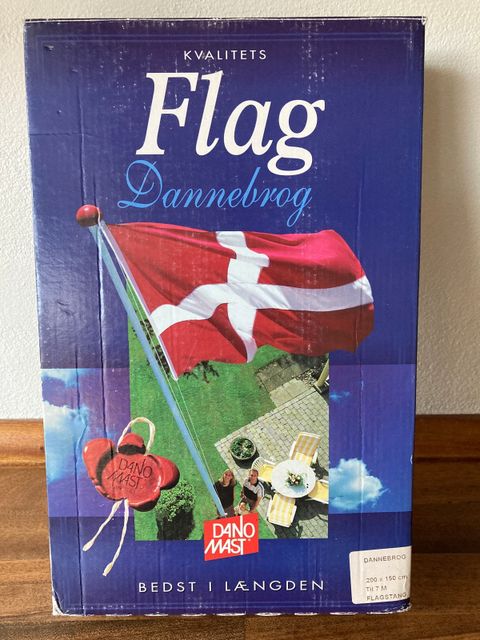 KVALITETS
Flag
Dannebrog
DANO
MAST
DANO
MAST
BEDST I LÆNGDEN
DANNEBROG
200 x 150 cm
Til 7 M
FLAGSTANG